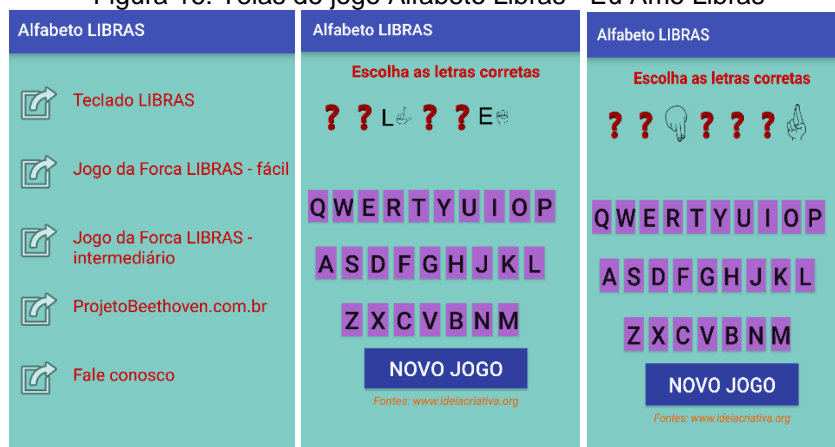 Telas do jogo Alfabeto Libras - Eu Amo Libras
Alfabeto LIBRAS
Teclado LIBRAS
Jogo da Forca LIBRAS - fácil
Jogo da Forca LIBRAS -
intermediário
ProjetoBeethoven.com.br
Fale conosco
Alfabeto LIBRAS
Escolha as letras corretas
? ? L ? ? E
Q W E R T Y U I O P
A S D F G H J K L
Z X C V B N M
NOVO JOGO
Fontes: www.ideiacriativa.org
Alfabeto LIBRAS
Escolha as letras corretas
? ? ? ? ?
Q W E R T Y U I O P
A S D F G H J K L
Z X C V B N M
NOVO JOGO
Fontes: www.ideiacriativa.org